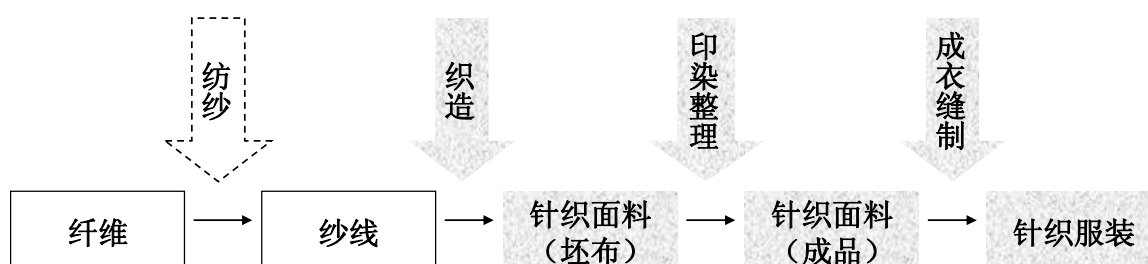 纺纱
织造
印染整理
成衣缝制
纤维
纱线
针织面料
（坯布）
针织面料
（成品）
针织服装